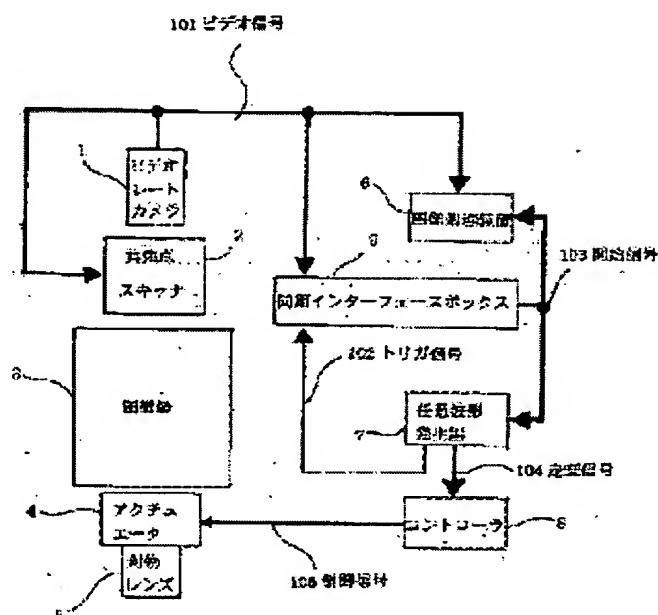 101 ビデオ信号
1
ビデオ
レート
カメラ
2
共焦点
スキャナ
6
画像処理装置
9
同期インターフェースボックス
103 開始信号
102 トリガ信号
3
顕微鏡
任意波形
発生器
7
104 走査信号
4
アクチュ
エータ
コントローラ
8
対物
レンズ
5
105 制御信号